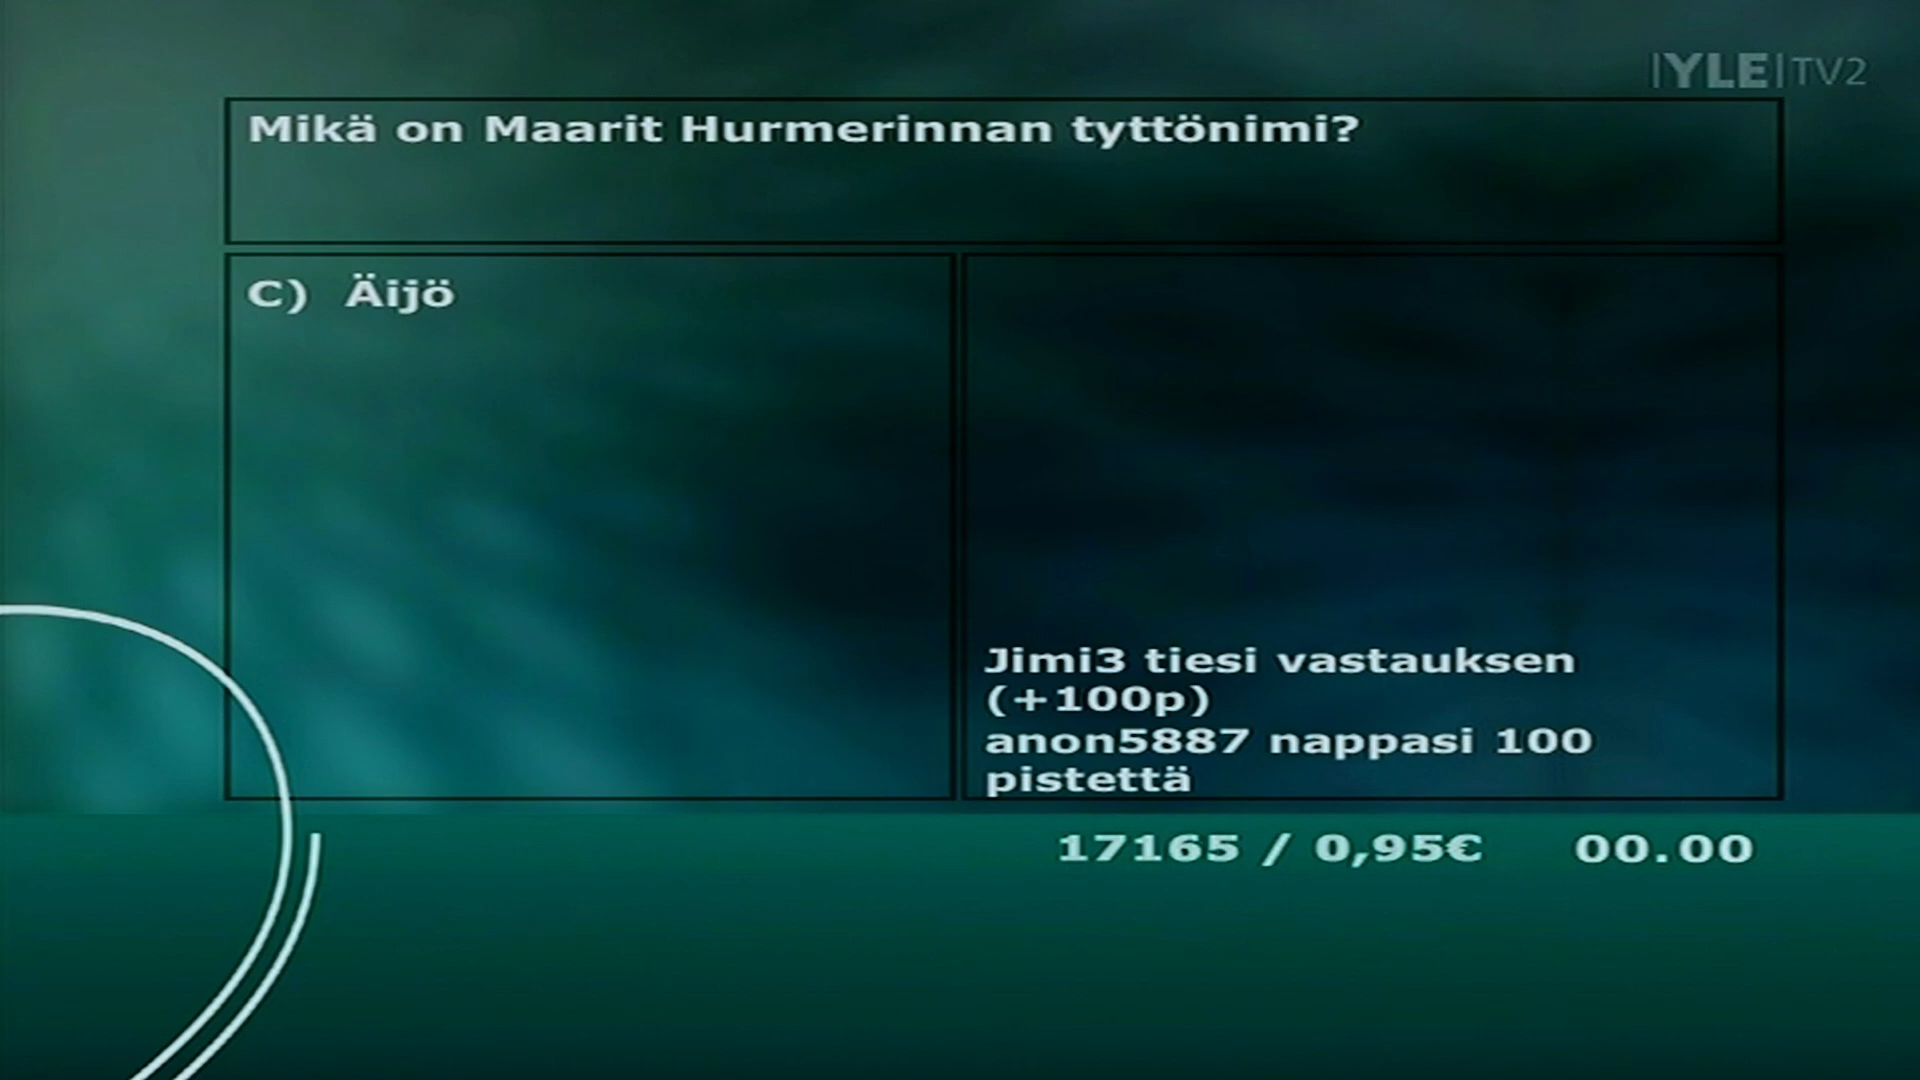 |YLE|TV2
Mikä on Maarit Hurmerinnan tyttönimi?
C) Äijö
Jimi3 tiesi vastauksen
(+100p)
anon5887 nappasi 100
pistettä
17165 / 0,95€ 00.00